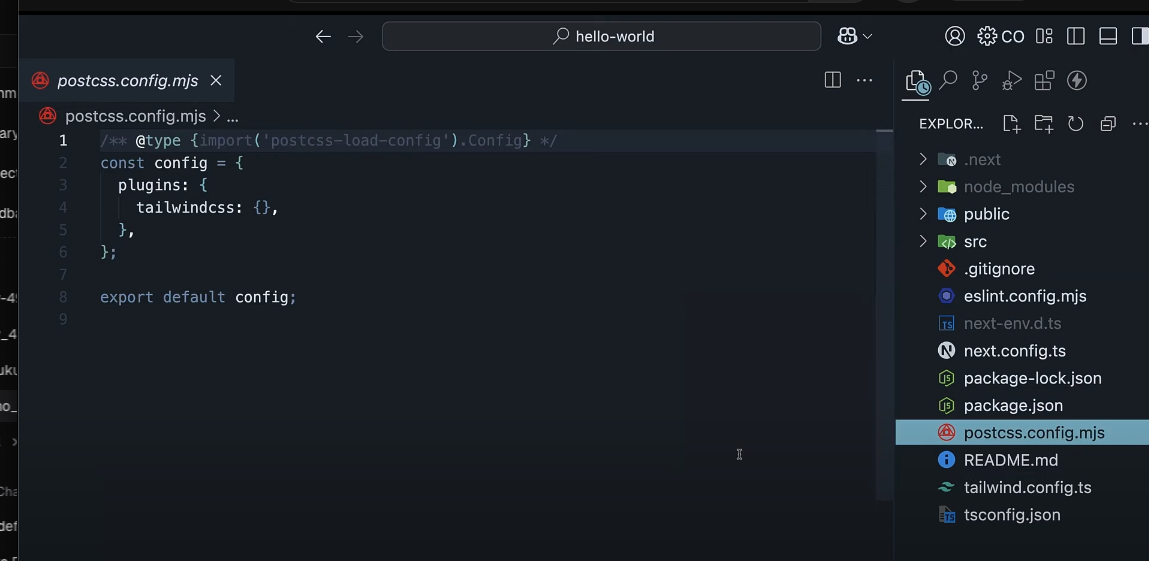 hello-world
CO
postcss.config.mjs
postcss.config.mjs > ...
EXPLOR...
1 /** @type {import('postcss-load-config').Config} */
2 const config = {
3 plugins: {
4 tailwindcss: {},
5 },
6 };
7
8 export default config;
9
.next
node_modules
public
src
.gitignore
eslint.config.mjs
next-env.d.ts
next.config.ts
package-lock.json
package.json
postcss.config.mjs
README.md
tailwind.config.ts
tsconfig.json